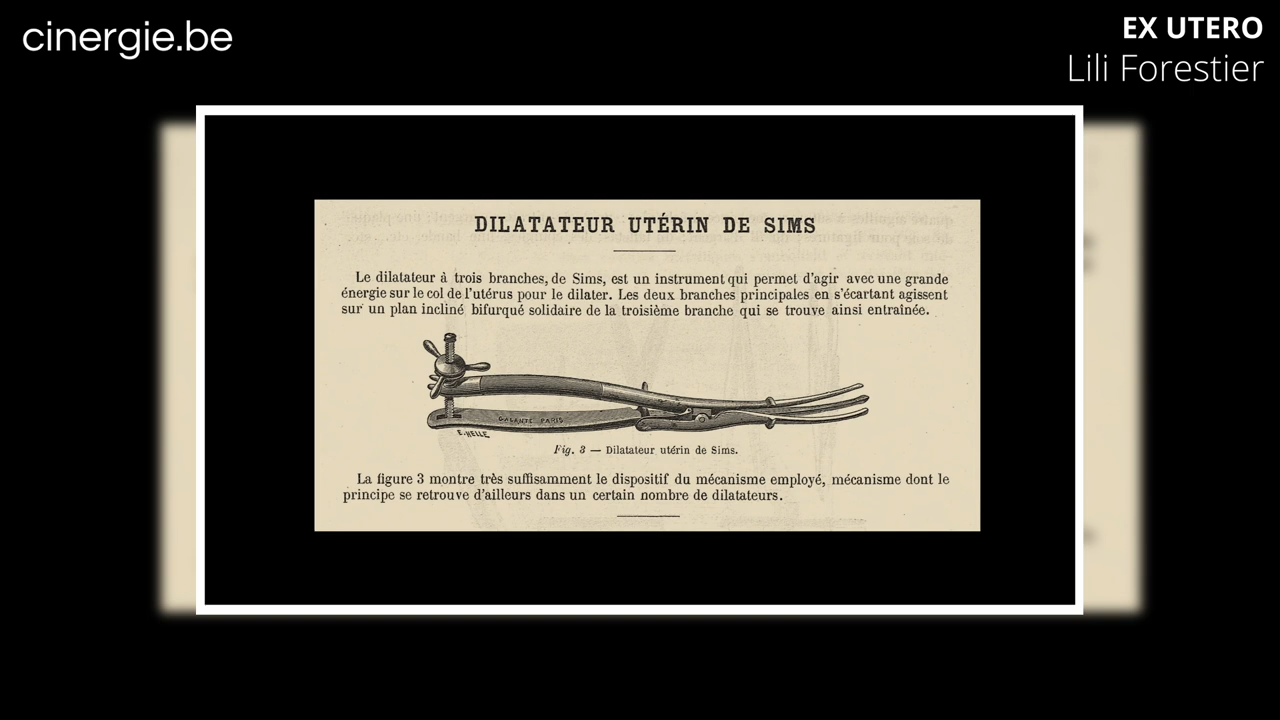 cinergie.be
EX UTERO
Lili Forestier
DILATATEUR UTÉRIN DE SIMS
Le dilatateur à trois branches, de Sims, est un instrument qui permet d'agir avec une grande
énergie sur le col de l'utérus pour le dilater. Les deux branches principales en s'écartant agissent
sur un plan incliné bifurqué solidaire de la troisième branche qui se trouve ainsi entraînée.
GALANTE PARIS
E. HELLE
Fig. 3 — Dilatateur utérin de Sims.
La figure 3 montre très suffisamment le dispositif du mécanisme employé, mécanisme dont le
principe se retrouve d'ailleurs dans un certain nombre de dilatateurs.